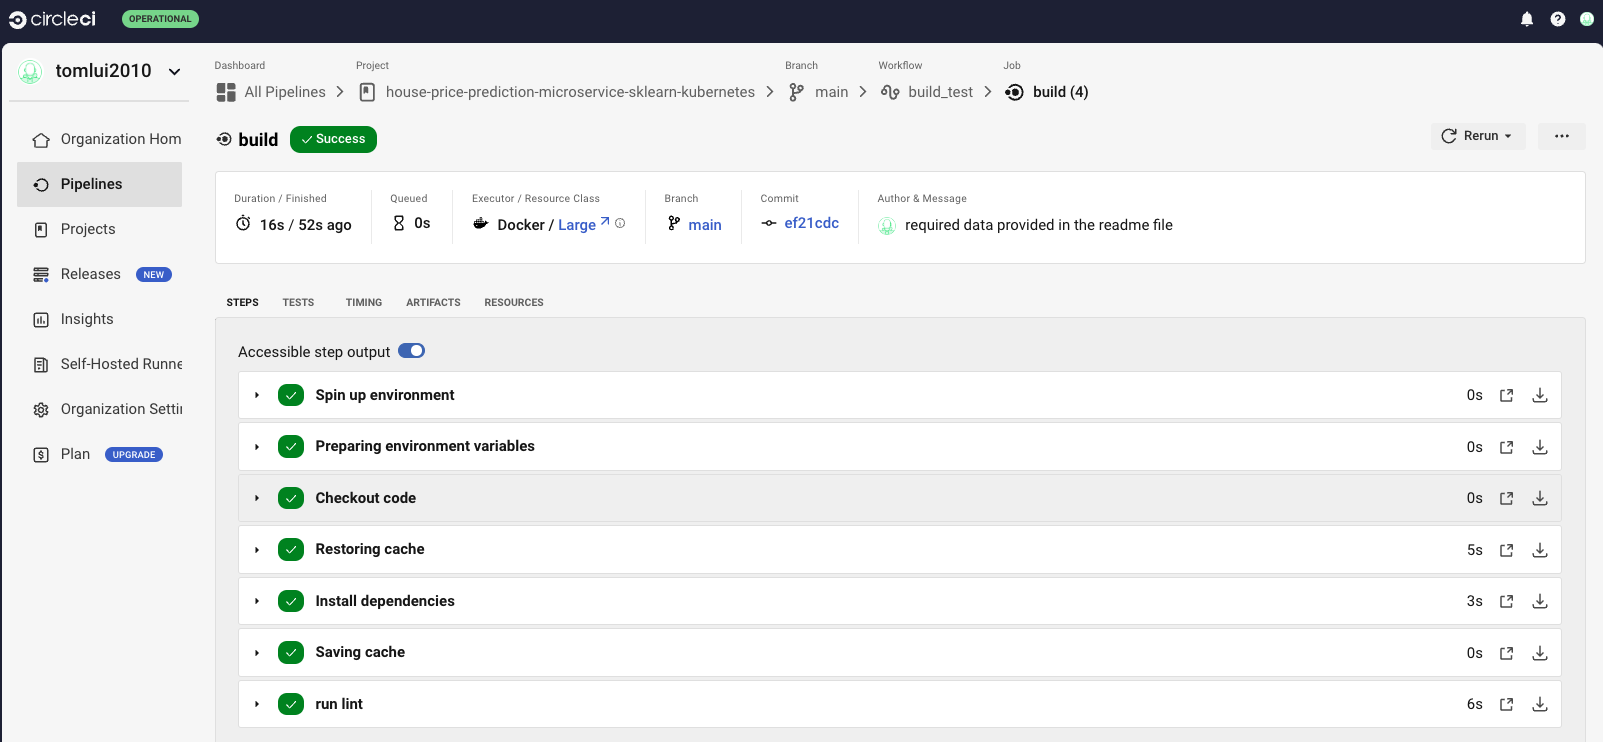 circleci OPERATIONAL
tomlui2010
Organization Hom
Pipelines
Projects
Releases NEW
Insights
Self-Hosted Runne
Organization Setti
Plan UPGRADE
Dashboard Project Branch Workflow Job
All Pipelines house-price-prediction-microservice-sklearn-kubernetes main build_test build (4)
build Success Rerun
Duration / Finished Queued Executor / Resource Class Branch Commit Author & Message
16s / 52s ago 0s Docker / Large main ef21cdc required data provided in the readme file
STEPS TESTS TIMING ARTIFACTS RESOURCES
Accessible step output
Spin up environment 0s
Preparing environment variables 0s
Checkout code 0s
Restoring cache 5s
Install dependencies 3s
Saving cache 0s
run lint 6s